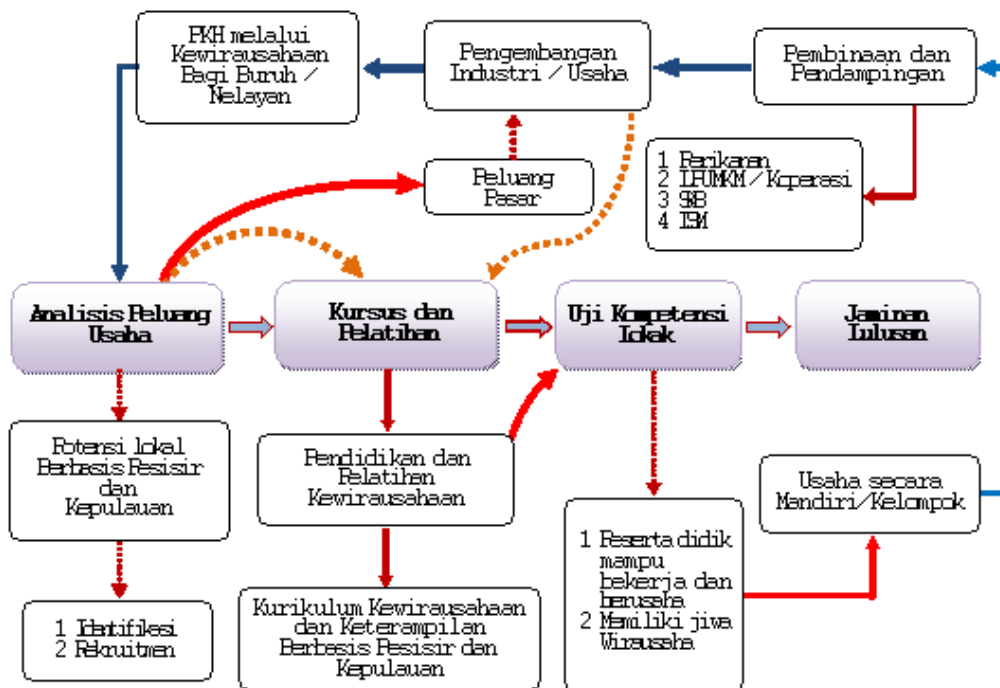 PKH melalui
Kewirausahaan
Bagi Buruh /
Nelayan
Pengembangan
Industri / Usaha
Pembinaan dan
Pendampingan
Peluang
Pasar
1 Perikanan
2 LPUMKM / Koperasi
3 SKB
4 LSM
Analisis Peluang
Usaha
Kursus dan
Pelatihan
Uji Kompetensi
Lokak
Jaminan
Lulusan
Potensi lokal
Berbasis Pesisir
dan
Kepulauan
Pendidikan dan
Pelatihan
Kewirausahaan
Usaha secara
Mandiri/Kelompok
1 Identifikasi
2 Rekruitmen
Kurikulum Kewirausahaan
dan Keterampilan
Berbasis Pesisir dan
Kepulauan
1 Peserta didik
mampu
bekerja dan
berusaha
2 Memiliki jiwa
Wirausaha